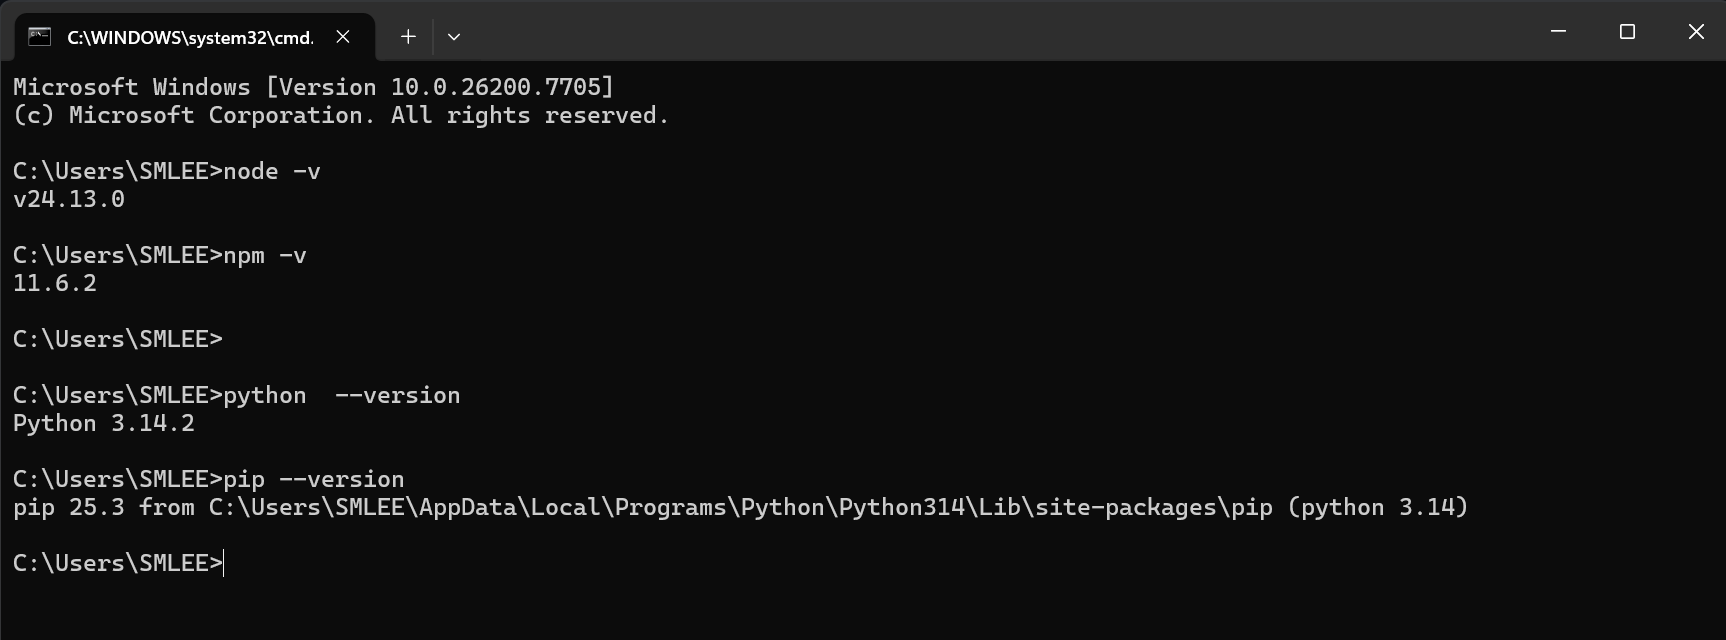 C:\WINDOWS\system32\cmd.
Microsoft Windows [Version 10.0.26200.7705]
(c) Microsoft Corporation. All rights reserved.
C:\Users\SMLEE>node -v
v24.13.0
C:\Users\SMLEE>npm -v
11.6.2
C:\Users\SMLEE>
C:\Users\SMLEE>python  --version
Python 3.14.2
C:\Users\SMLEE>pip --version
pip 25.3 from C:\Users\SMLEE\AppData\Local\Programs\Python\Python314\Lib\site-packages\pip (python 3.14)
C:\Users\SMLEE>